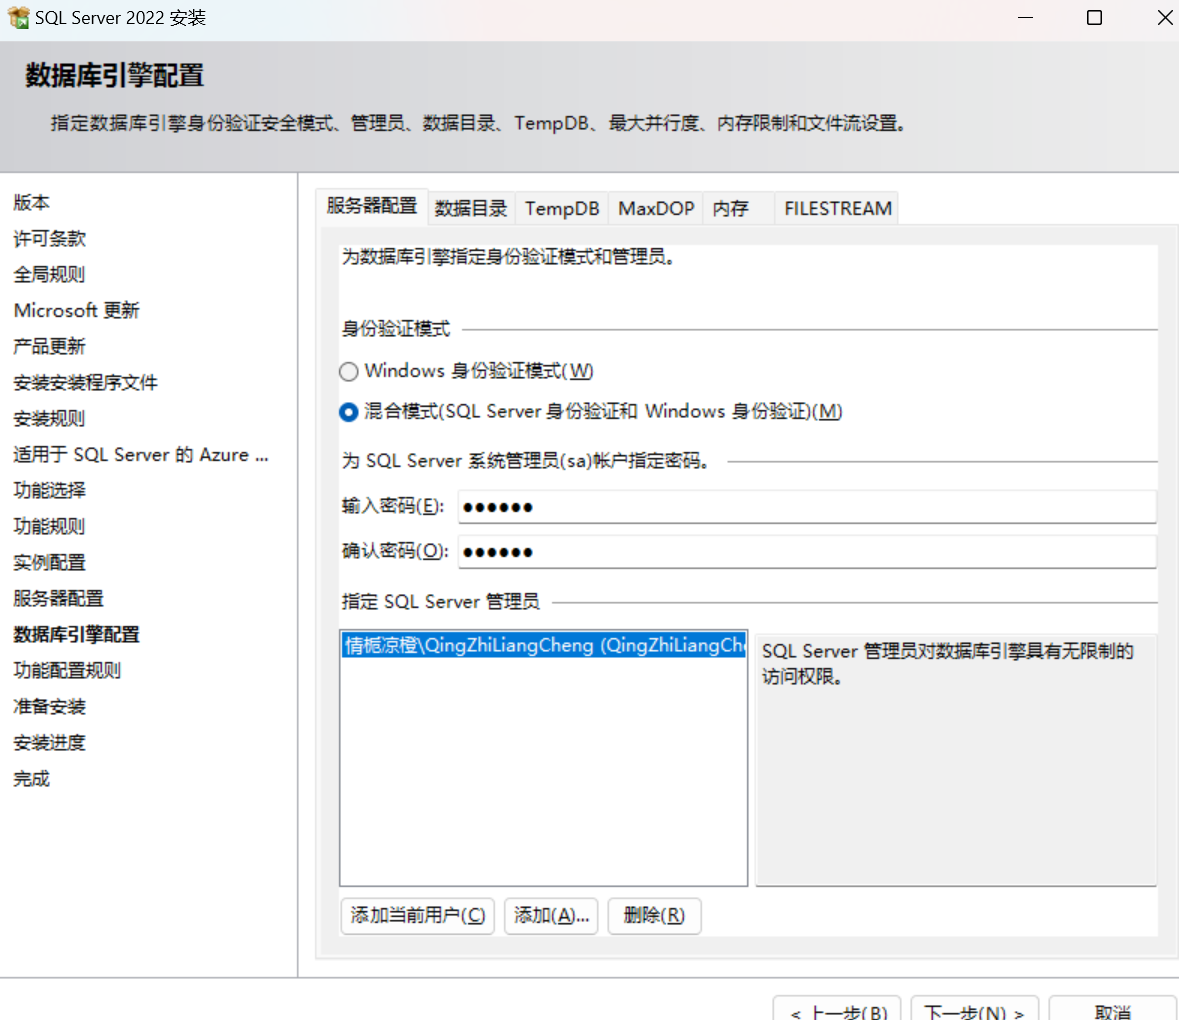 SQL Server 2022 安装
数据库引擎配置
指定数据库引擎身份验证安全模式、管理员、数据目录、TempDB、最大并行度、内存限制和文件流设置。
版本
许可条款
全局规则
Microsoft 更新
产品更新
安装安装程序文件
安装规则
适用于 SQL Server 的 Azure ...
功能选择
功能规则
实例配置
服务器配置
数据库引擎配置
功能配置规则
准备安装
安装进度
完成
服务器配置 数据目录 TempDB MaxDOP 内存 FILESTREAM
为数据库引擎指定身份验证模式和管理员。
身份验证模式
Windows 身份验证模式(W)
混合模式(SQL Server 身份验证和 Windows 身份验证)(M)
为 SQL Server 系统管理员(sa)帐户指定密码。
输入密码(E): ●●●●●●
确认密码(O): ●●●●●●
指定 SQL Server 管理员
情栀凉橙\QingZhiLiangCheng (QingZhiLiangChe
SQL Server 管理员对数据库引擎具有无限制的
访问权限。
添加当前用户(C) 添加(A)... 删除(R)
< 上一步(B) 下一步(N) > 取消